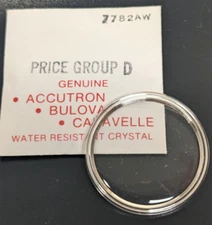 7782AW
PRICE GROUP D
GENUINE
• ACCUTRON
• BULOVA
• CARAVELLE
WATER RESISTANT CRYSTAL